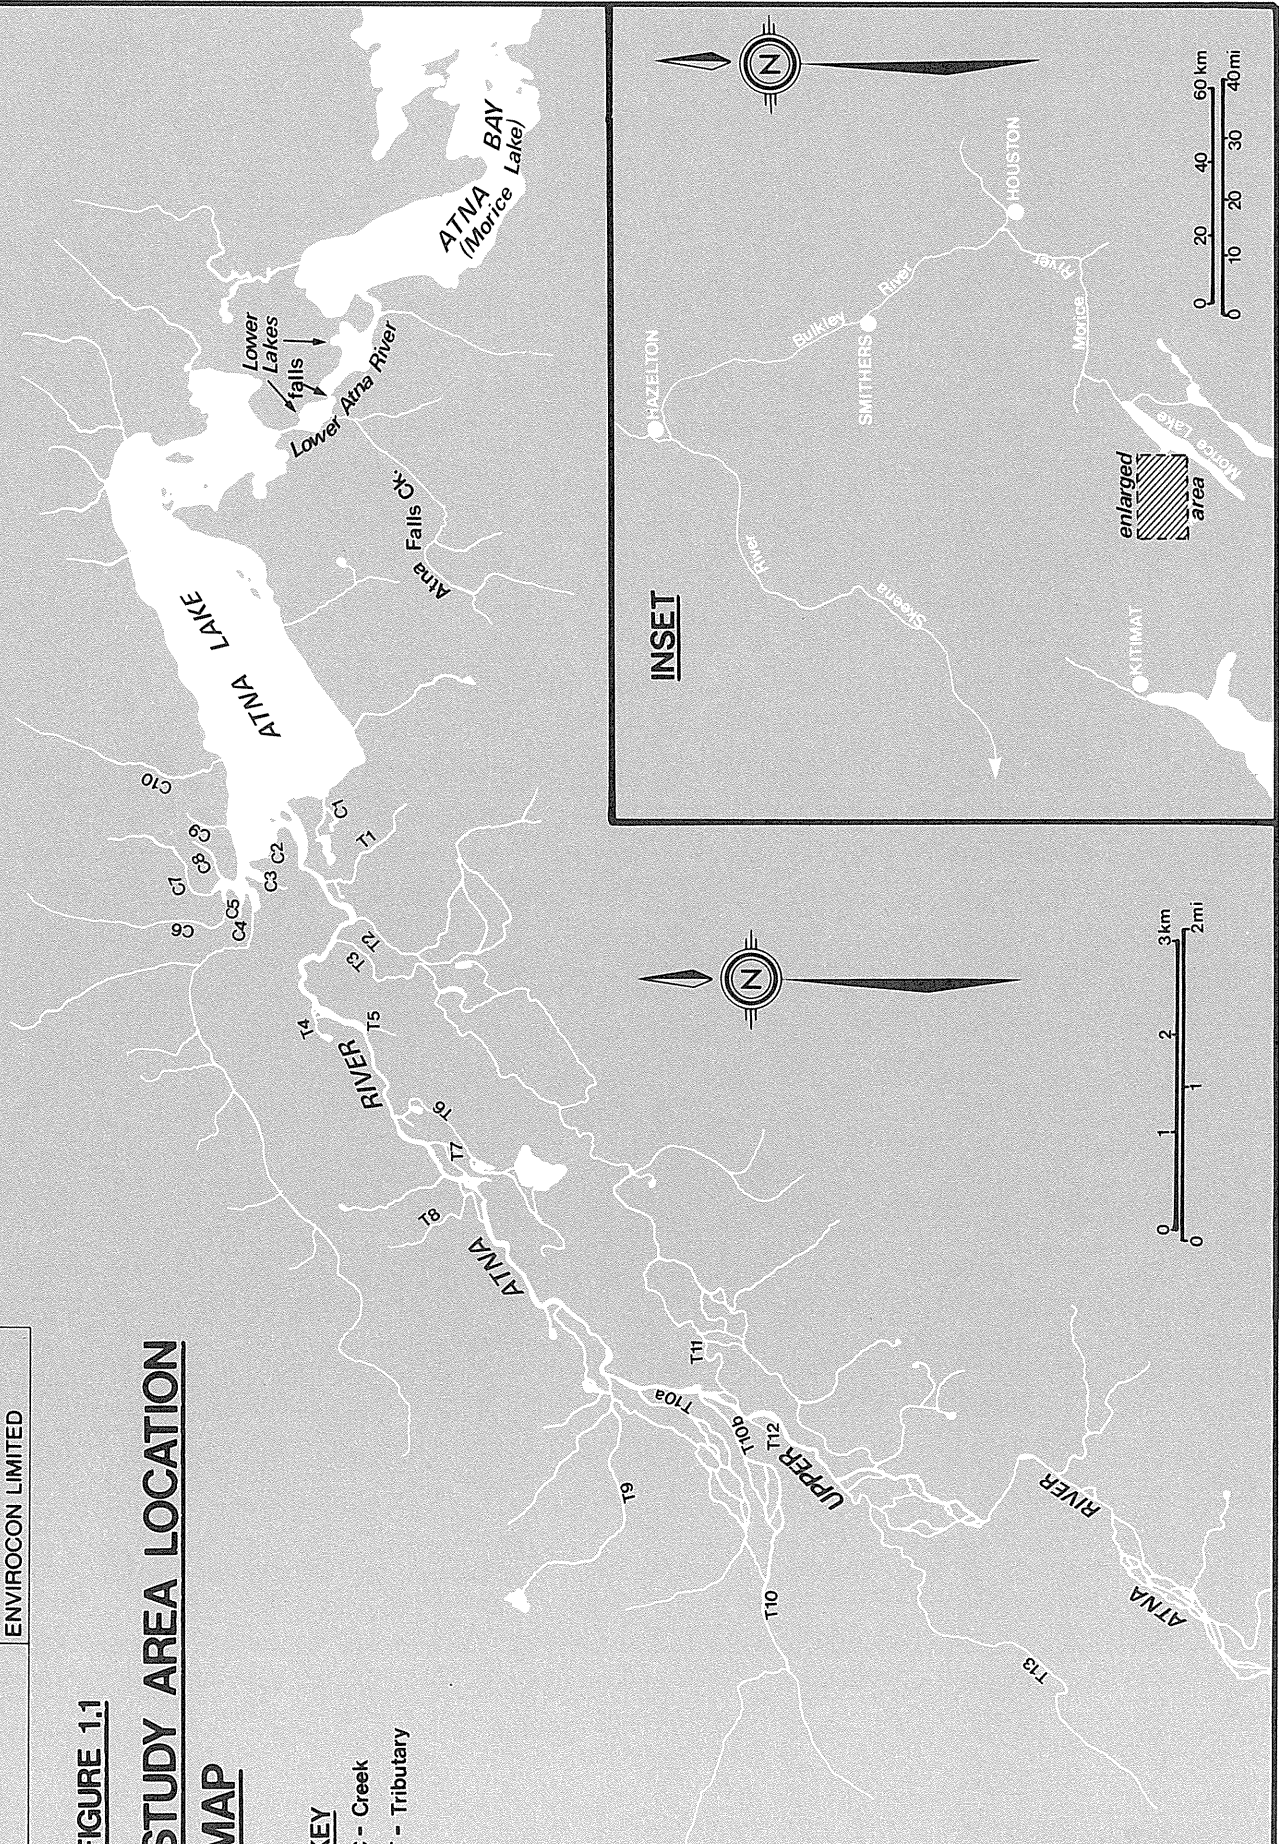 ENVIROCON LIMITED
FIGURE 1.1
STUDY AREA LOCATION
MAP
KEY
- Creek
- Tributary
ATNA LAKE
ATNA BAY
(Morice Lake)
Lower
Lakes
falls
Lower Atna River
Atna Falls Ck.
C10
C9
C8
C7
C6
C5
C4
C3
C2
C1
T1
T2
T3
T4
T5
RIVER
T6
T7
T8
ATNA
T9
T10a
T11
T10b
T12
UPPER
T10
RIVER
T13
ATNA
N
0 1 2 3km
0 1 2mi
INSET
N
HAZELTON
Bulkley River
SMITHERS
HOUSTON
Morice River
Morice Lake
enlarged
area
Skeena River
KITIMAT
0 20 40 60 km
0 10 20 30 40mi